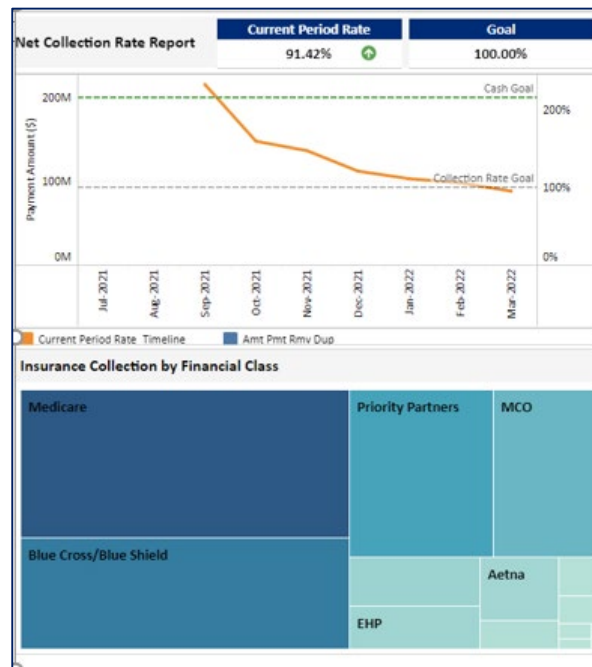 Net Collection Rate Report
Current Period Rate
Goal
91.42%
100.00%
Cash Goal
200M
200%
Payment Amount ($)
Collection Rate Goal
100M
100%
0M
0%
Jul-2021
Aug-2021
Sep-2021
Oct-2021
Nov-2021
Dec-2021
Jan-2022
Feb-2022
Mar-2022
Current Period Rate Timeline
Amt Pmt Rmv Dup
Insurance Collection by Financial Class
Medicare
Priority Partners
MCO
Blue Cross/Blue Shield
Aetna
EHP